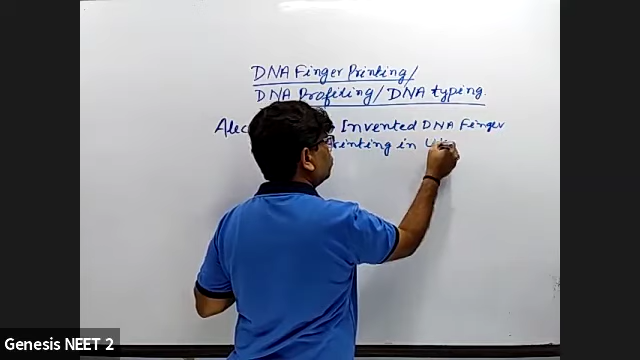 DNA Finger Printing/
DNA Profiling/ DNA typing.
Alec Invented DNA Finger
Printing in
Genesis NEET 2